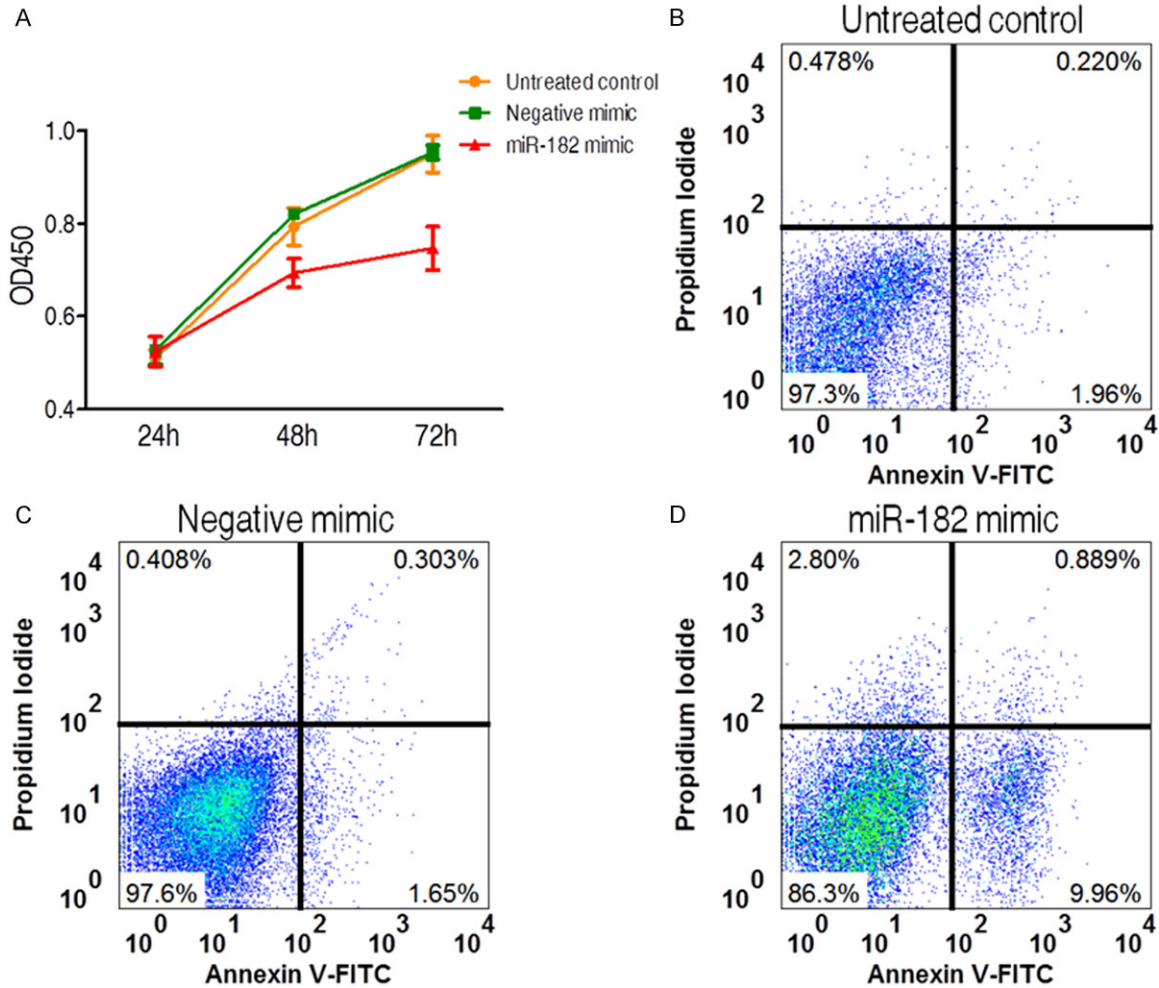 A
Untreated control
Negative mimic
miR-182 mimic
1.0
0.8
0.6
0.4
OD450
24h 48h 72h
B
Untreated control
0.478% 0.220%
97.3% 1.96%
10^4
10^3
10^2
10^1
10^0
Propidium Iodide
10^0 10^1 10^2 10^3 10^4
Annexin V-FITC
C
Negative mimic
0.408% 0.303%
97.6% 1.65%
10^4
10^3
10^2
10^1
10^0
Propidium Iodide
10^0 10^1 10^2 10^3 10^4
Annexin V-FITC
D
miR-182 mimic
2.80% 0.889%
86.3% 9.96%
10^4
10^3
10^2
10^1
10^0
Propidium Iodide
10^0 10^1 10^2 10^3 10^4
Annexin V-FITC